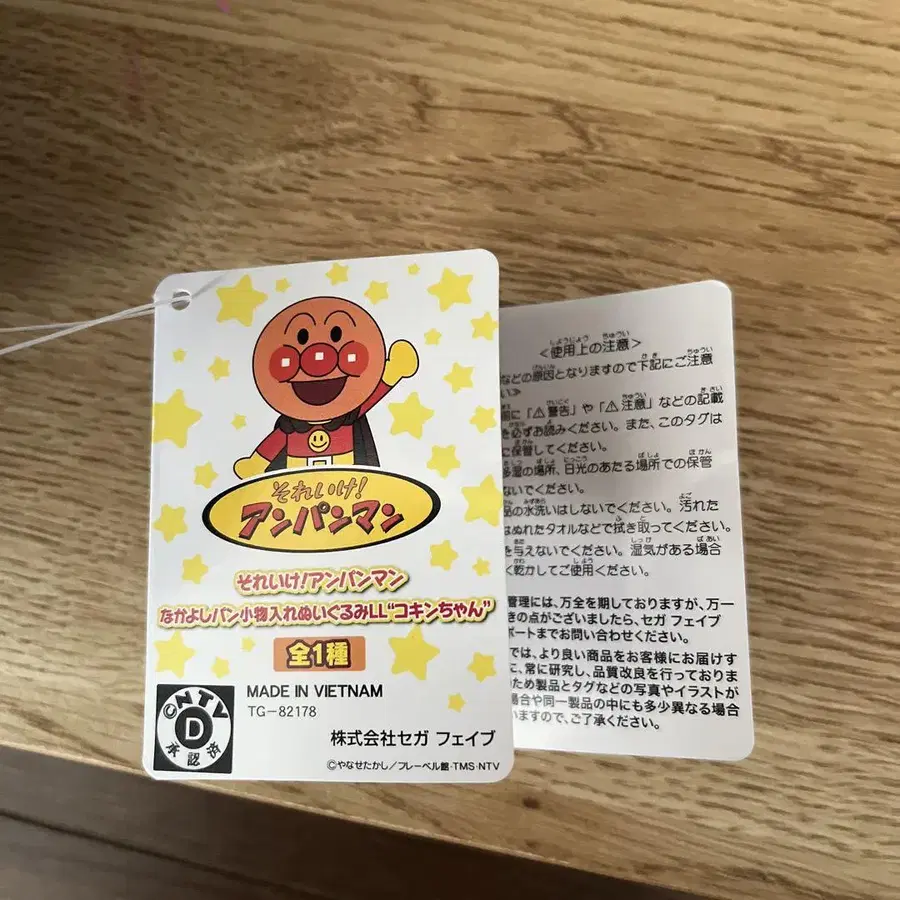 それいけ!
アンパンマン
それいけ!アンパンマン
なかよしパン小物入れぬいぐるみLL"コキンちゃん"
全1種
©NTV
D
承認済
MADE IN VIETNAM
TG-82178
株式会社セガ フェイブ
©やなせたかし/フレーベル館・TMS・NTV
<使用上の注意>
などの原因となりますので下記にご注意
い»
前に「⚠警告」や「⚠注意」などの記載
を必ずお読みください。また、このタグは
に保管してください。
多湿の場所、日光のあたる場所での保管
ないでください。
品の水洗いはしないでください。汚れた
はぬれたタオルなどで拭き取ってください。
を与えないでください。湿気がある場合
く乾かしてご使用ください。
管理には、万全を期しておりますが、万一
きの点がございましたら、セガ フェイブ
ポートまでお問い合わせください。
では、より良い商品をお客様にお届けす
に、常に研究し、品質改良を行っておりま
ため製品とタグなどの写真やイラストが
場合や同一製品の中にも多少異なる場合
いますので、ご了承ください。